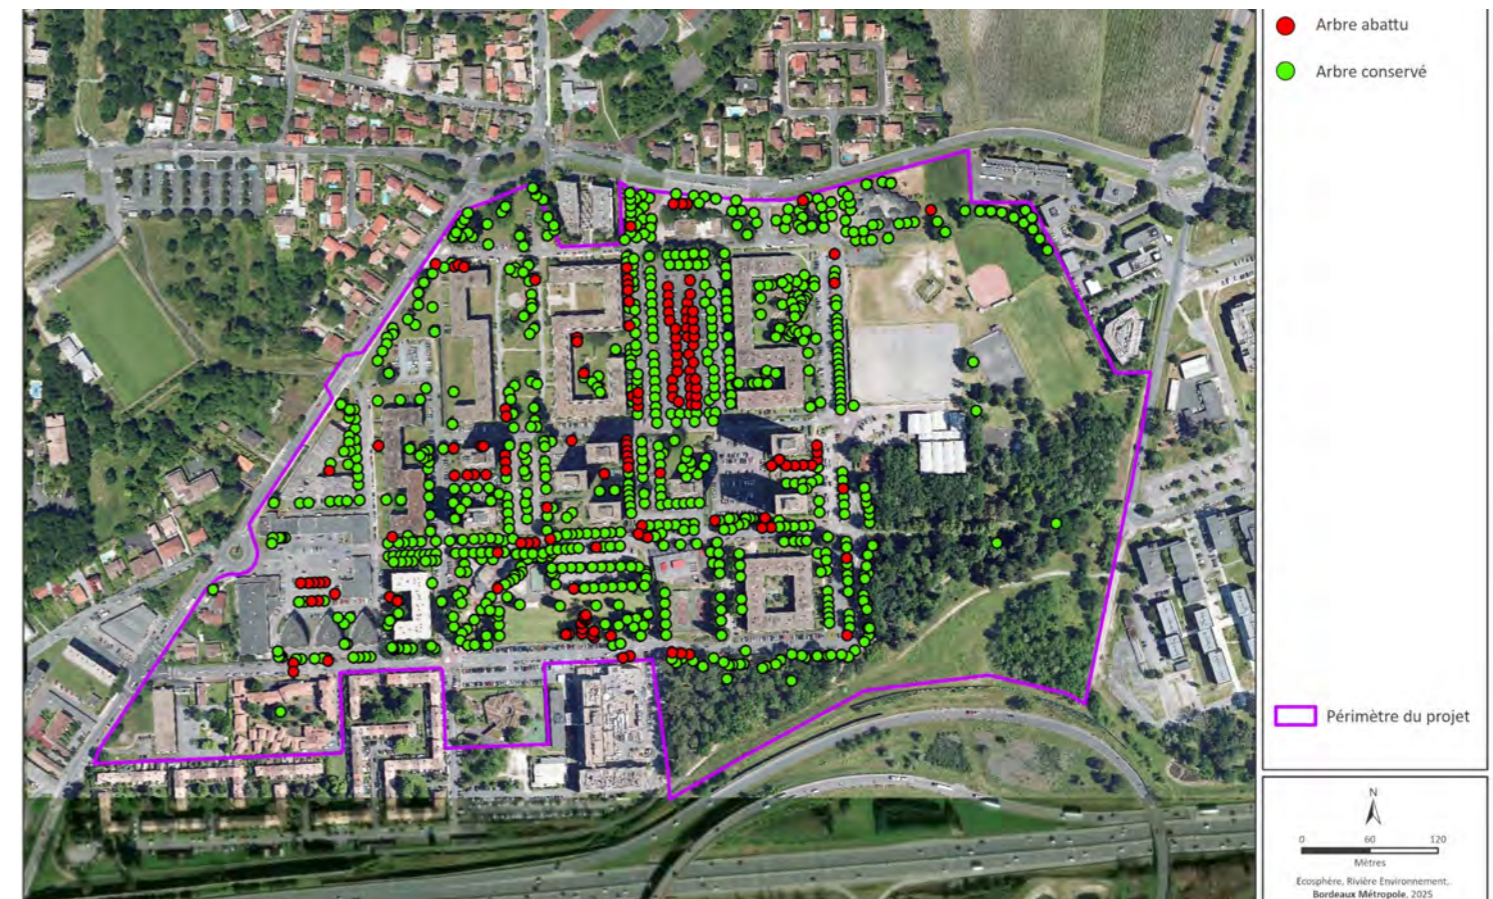 Arbre abattu
Arbre conservé
Périmètre du projet
N
0 60 120
Mètres
Ecosphère, Rivière Environnement,
Bordeaux Métropole, 2025